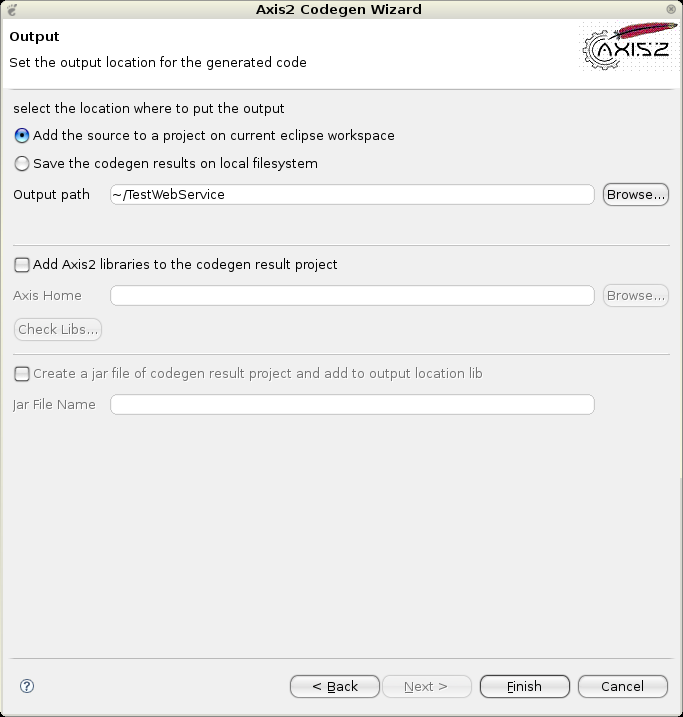 Axis2 Codegen Wizard
Output
Set the output location for the generated code
AXIS2
select the location where to put the output
Add the source to a project on current eclipse workspace
Save the codegen results on local filesystem
Output path ~/TestWebService Browse...
Add Axis2 libraries to the codegen result project
Axis Home Browse...
Check Libs...
Create a jar file of codegen result project and add to output location lib
Jar File Name
? < Back Next > Finish Cancel